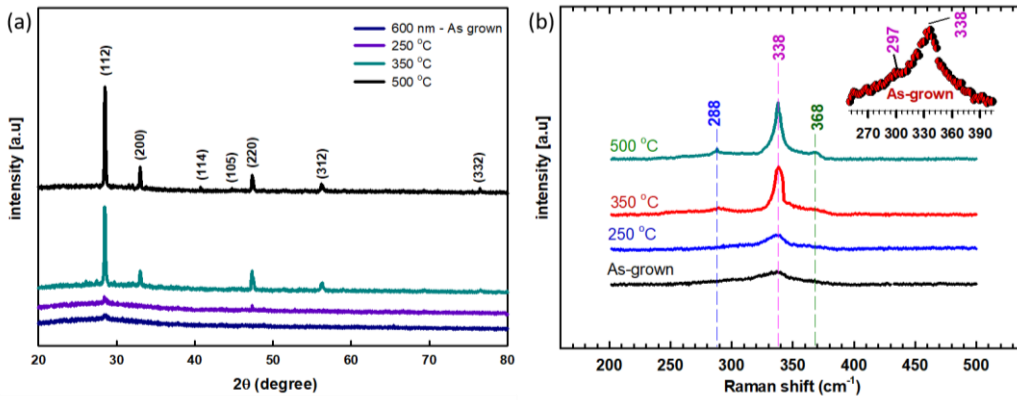 (a)
600 nm - As grown
250 °C
350 °C
500 °C
(112)
(200)
(114)
(105)
(220)
(312)
(332)
intensity [a.u]
20 30 40 50 60 70 80
2θ (degree)
(b)
338
297
338
As-grown
270 300 330 360 390
288
368
500 °C
350 °C
250 °C
As-grown
intensity [a.u]
200 250 300 350 400 450 500
Raman shift (cm⁻¹)